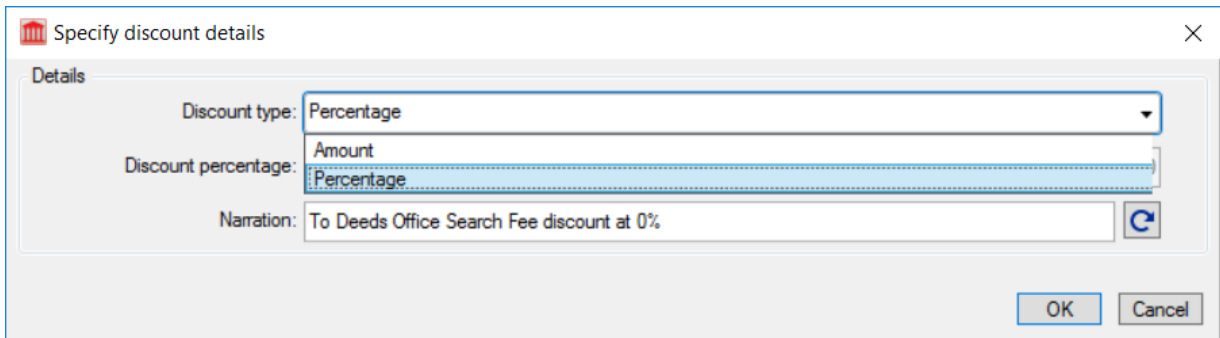 Specify discount details
Details
Discount type: Percentage
Amount
Discount percentage:
Percentage
Narration: To Deeds Office Search Fee discount at 0%
OK Cancel